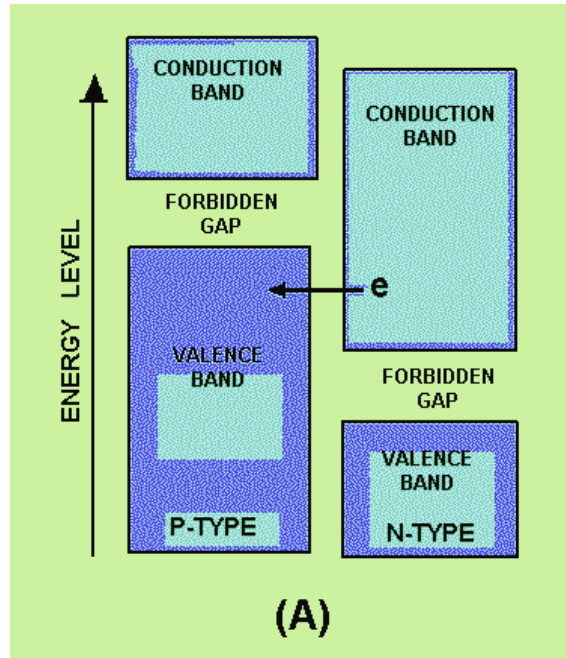 CONDUCTION
BAND
CONDUCTION
BAND
FORBIDDEN
GAP
e
ENERGY LEVEL
VALENCE
BAND
FORBIDDEN
GAP
VALENCE
BAND
P-TYPE
N-TYPE
(A)